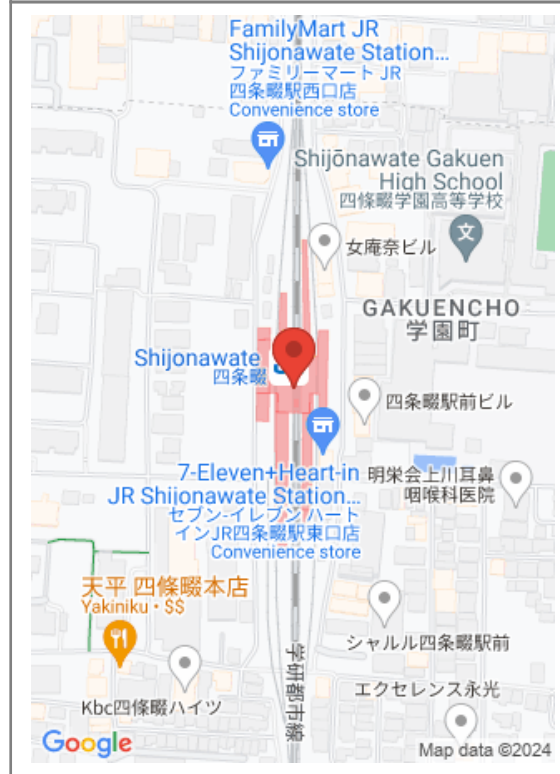 FamilyMart JR
Shijonawate Station...
ファミリーマート JR
四条畷駅西口店
Convenience store
Shijōnawate Gakuen
High School
四條畷学園高等学校
文
女庵奈ビル
GAKUENCHO
学園町
Shijonawate
四条畷
四条畷駅前ビル
7-Eleven+Heart-in
JR Shijonawate Station...
セブン-イレブン ハート
インJR四条畷駅東口店
Convenience store
明栄会上川耳鼻
咽喉科医院
天平 四條畷本店
Yakiniku • $$
シャルル四条畷駅前
学研都市線
Kbc四條畷ハイツ
エクセレンス永光
Google
Map data ©2024